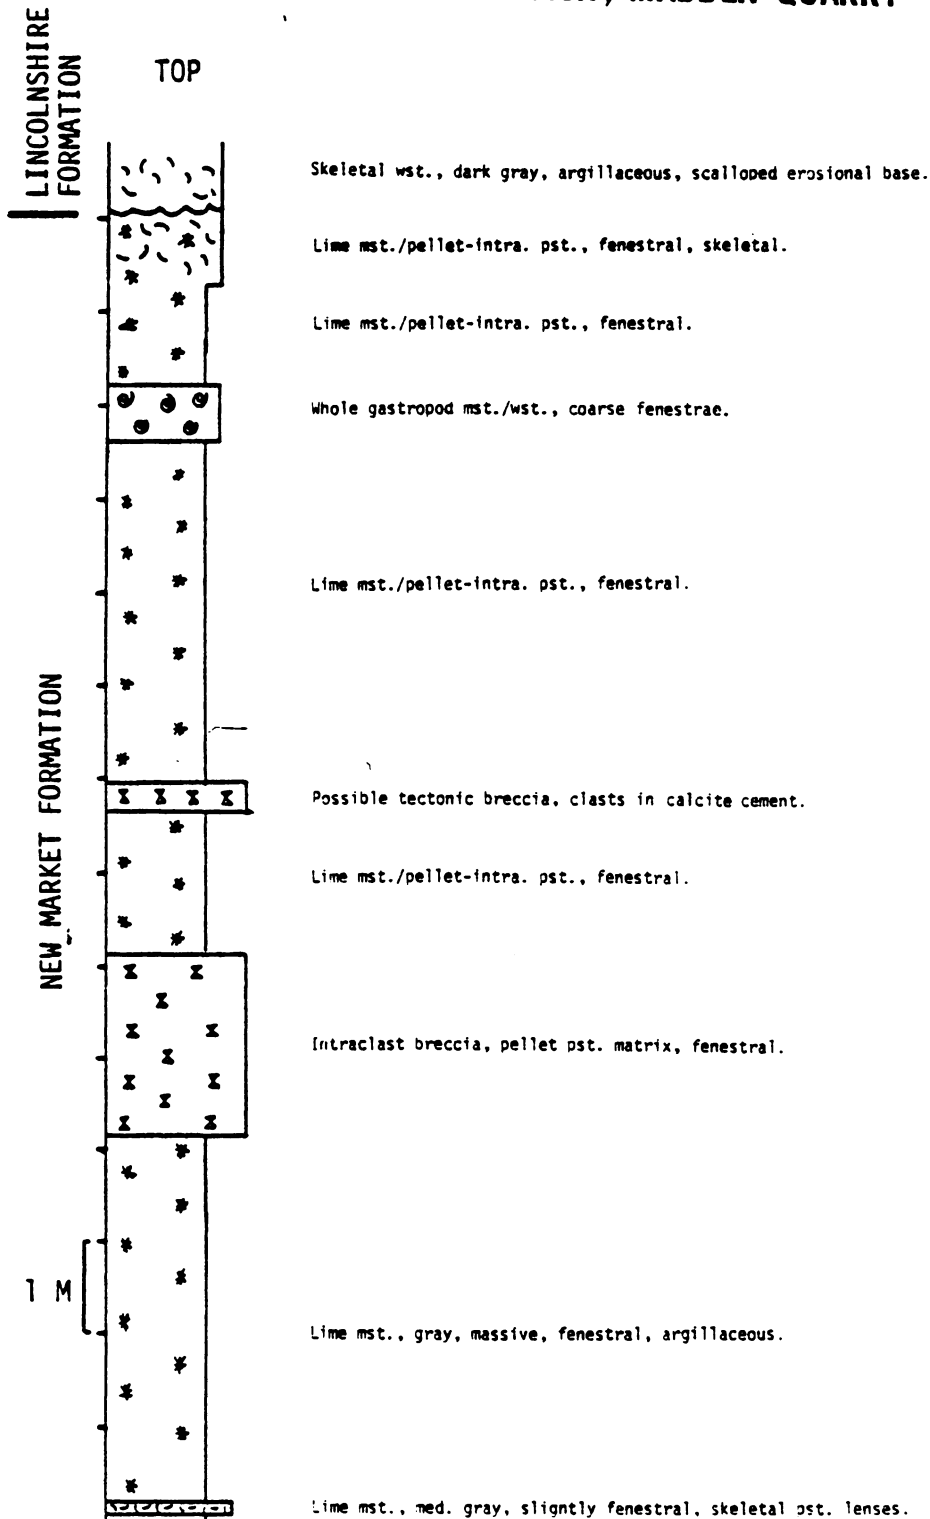 QUARRY
LINCOLNSHIRE
FORMATION
TOP
Skeletal wst., dark gray, argillaceous, scalloped erosional base.
Lime mst./pellet-intra. pst., fenestral, skeletal.
Lime mst./pellet-intra. pst., fenestral.
Whole gastropod mst./wst., coarse fenestrae.
Lime mst./pellet-intra. pst., fenestral.
NEW MARKET FORMATION
Possible tectonic breccia, clasts in calcite cement.
Lime mst./pellet-intra. pst., fenestral.
Intraclast breccia, pellet pst. matrix, fenestral.
1 M
Lime mst., gray, massive, fenestral, argillaceous.
Lime mst., med. gray, slightly fenestral, skeletal pst. lenses.